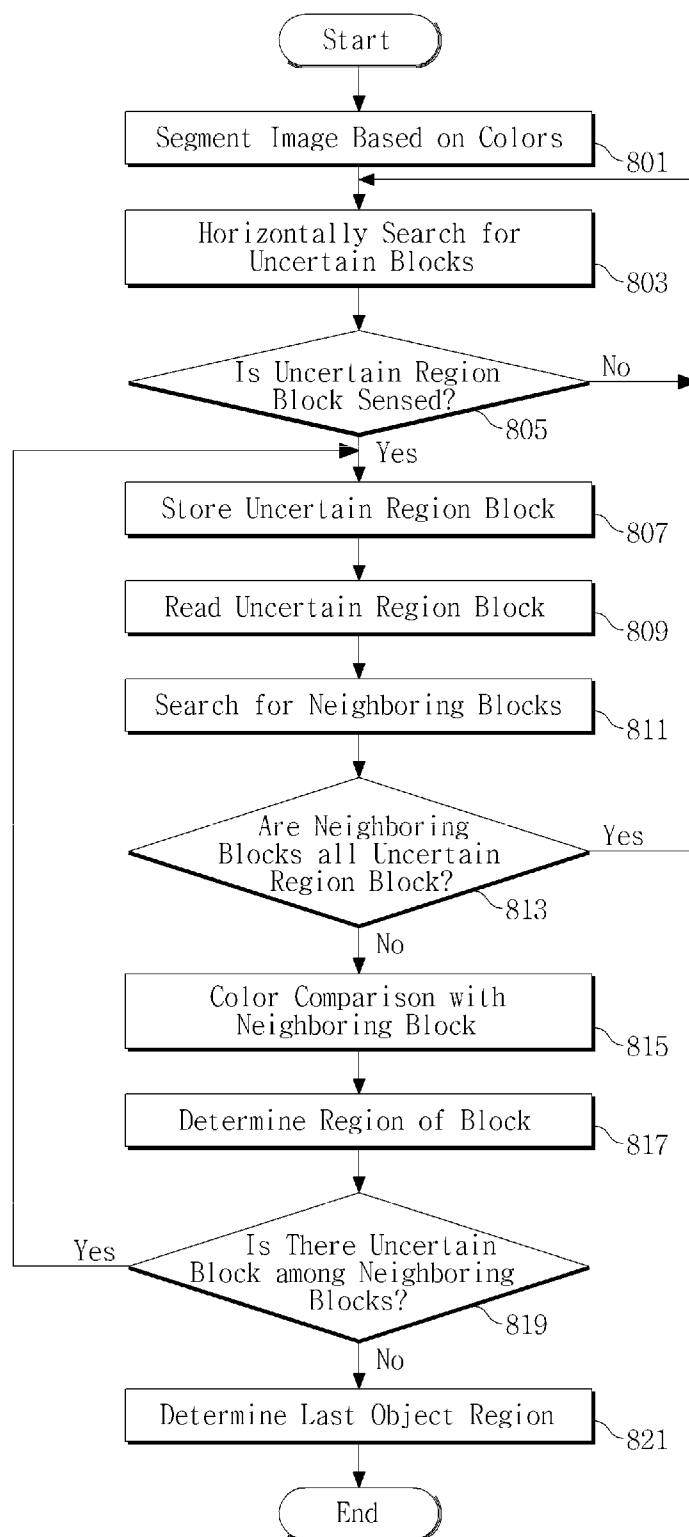 Start
Segment Image Based on Colors
801
Horizontally Search for
Uncertain Blocks
803
Is Uncertain Region
Block Sensed?
No
805
Yes
Store Uncertain Region Block
807
Read Uncertain Region Block
809
Search for Neighboring Blocks
811
Are Neighboring
Blocks all Uncertain
Region Block?
Yes
813
No
Color Comparison with
Neighboring Block
815
Determine Region of Block
817
Yes
Is There Uncertain
Block among Neighboring
Blocks?
819
No
Determine Last Object Region
821
End